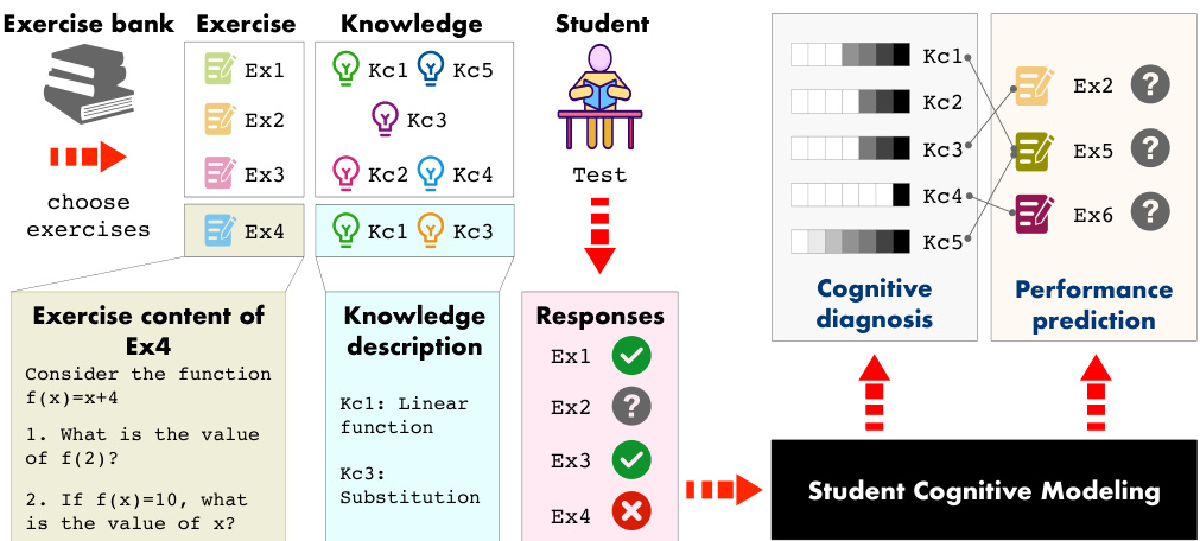 Exercise bank
Exercise
Knowledge
Student
choose
exercises
Ex1
Kc1
Kc5
Ex2
Kc3
Ex3
Kc2
Kc4
Ex4
Kc1
Kc3
Test
Exercise content of
Ex4
Consider the function
f(x)=x+4
1. What is the value
of f(2)?
2. If f(x)=10, what
is the value of x?
Knowledge
description
Kc1: Linear
function
Kc3:
Substitution
Responses
Ex1
Ex2
?
Ex3
Ex4
Kc1
Kc2
Kc3
Kc4
Kc5
Cognitive
diagnosis
Ex2
?
Ex5
?
Ex6
?
Performance
prediction
Student Cognitive Modeling